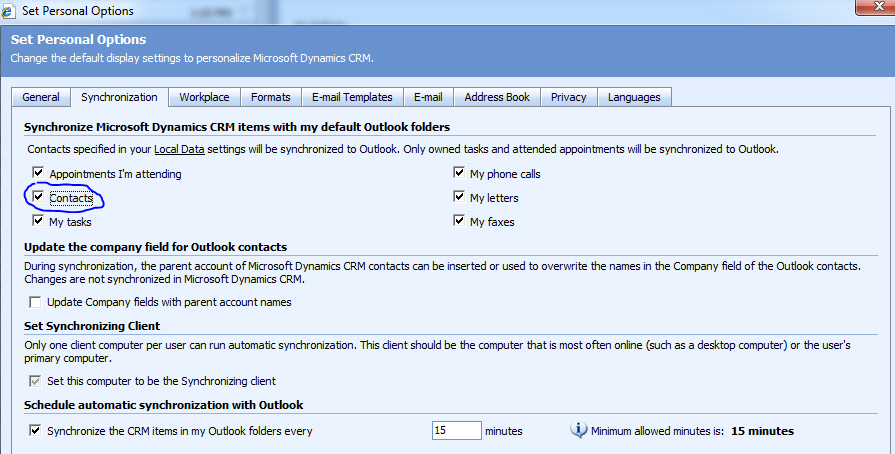 Set Personal Options
Set Personal Options
Change the default display settings to personalize Microsoft Dynamics CRM.
General Synchronization Workplace Formats E-mail Templates E-mail Address Book Privacy Languages
Synchronize Microsoft Dynamics CRM items with my default Outlook folders
Contacts specified in your Local Data settings will be synchronized to Outlook. Only owned tasks and attended appointments will be synchronized to Outlook.
Appointments I'm attending My phone calls
Contacts My letters
My tasks My faxes
Update the company field for Outlook contacts
During synchronization, the parent account of Microsoft Dynamics CRM contacts can be inserted or used to overwrite the names in the Company field of the Outlook contacts.
Changes are not synchronized in Microsoft Dynamics CRM.
Update Company fields with parent account names
Set Synchronizing Client
Only one client computer per user can run automatic synchronization. This client should be the computer that is most often online (such as a desktop computer) or the user's
primary computer.
Set this computer to be the Synchronizing client
Schedule automatic synchronization with Outlook
Synchronize the CRM items in my Outlook folders every 15 minutes Minimum allowed minutes is: 15 minutes